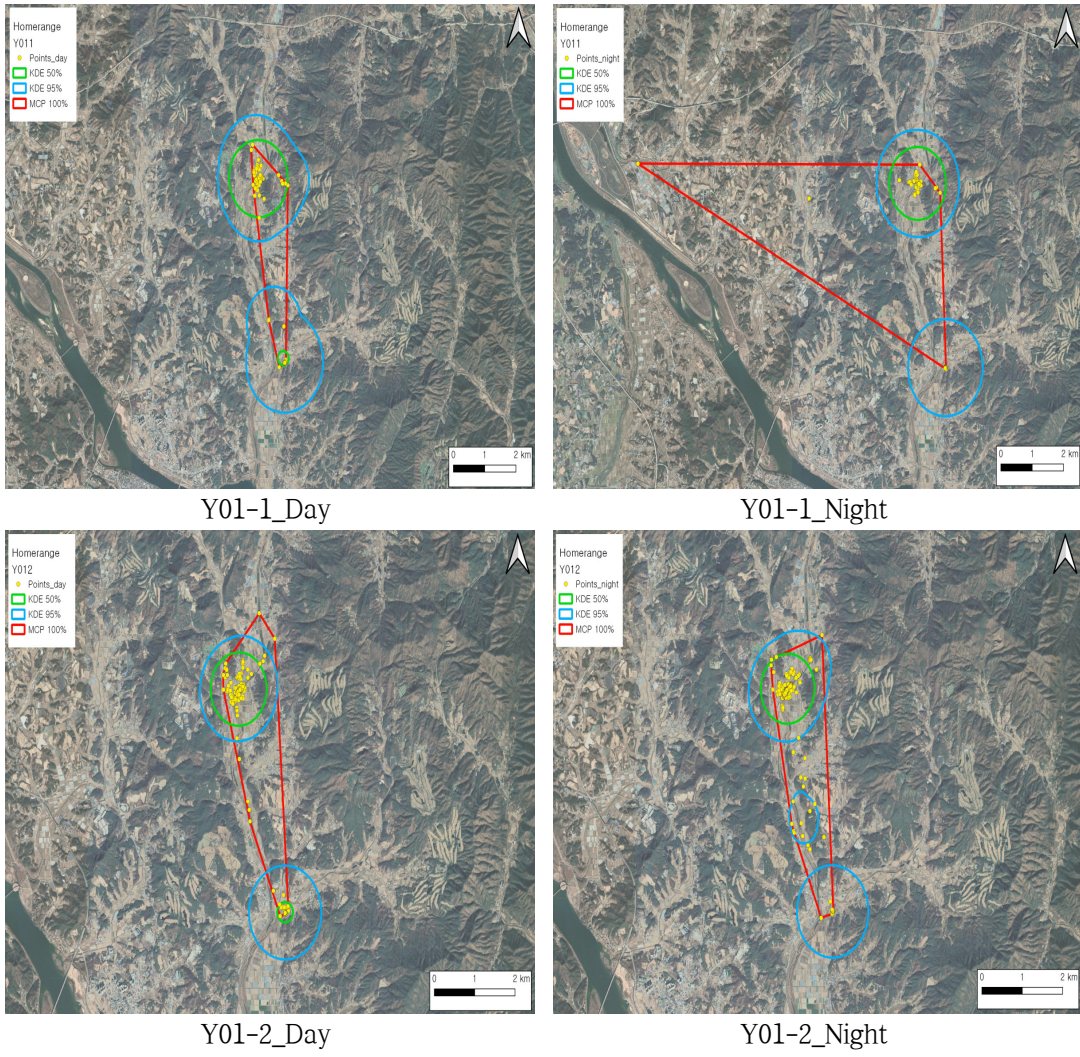 Homerange
Y011
Points_day
KDE 50%
KDE 95%
MCP 100%
0 1 2 km
Y01-1_Day
Homerange
Y011
Points_night
KDE 50%
KDE 95%
MCP 100%
0 1 2 km
Y01-1_Night
Homerange
Y012
Points_day
KDE 50%
KDE 95%
MCP 100%
0 1 2 km
Y01-2_Day
Homerange
Y012
Points_night
KDE 50%
KDE 95%
MCP 100%
0 1 2 km
Y01-2_Night